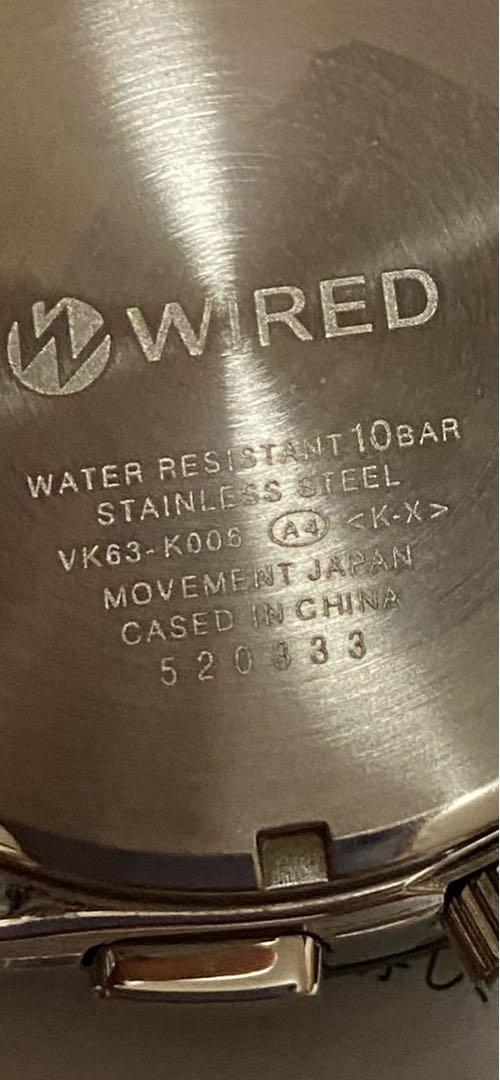 WIRED
WATER RESISTANT 10BAR
STAINLESS STEEL
VK63-K006 A4 <K-X>
MOVEMENT JAPAN
CASED IN CHINA
520333